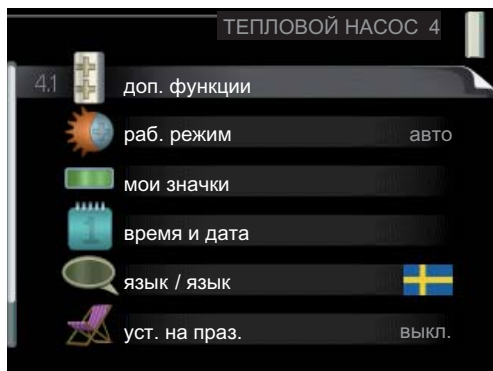 ТЕПЛОВОЙ НАСОС 4
4.1 доп. функции
раб. режим авто
мои значки
1
время и дата
язык / язык
уст. на праз. выкл.